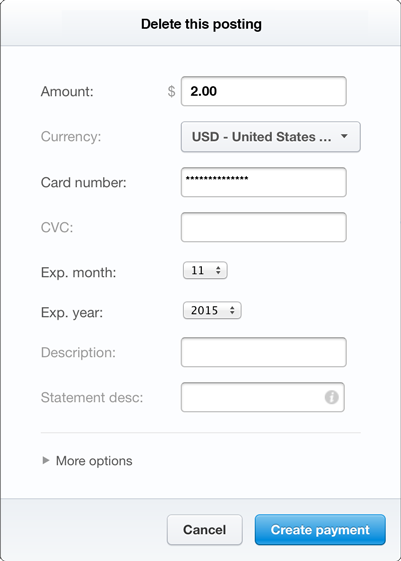 Delete this posting
Amount: $ 2.00
Currency: USD - United States ...
Card number: **************
CVC:
Exp. month: 11
Exp. year: 2015
Description:
Statement desc: i
More options
Cancel Create payment